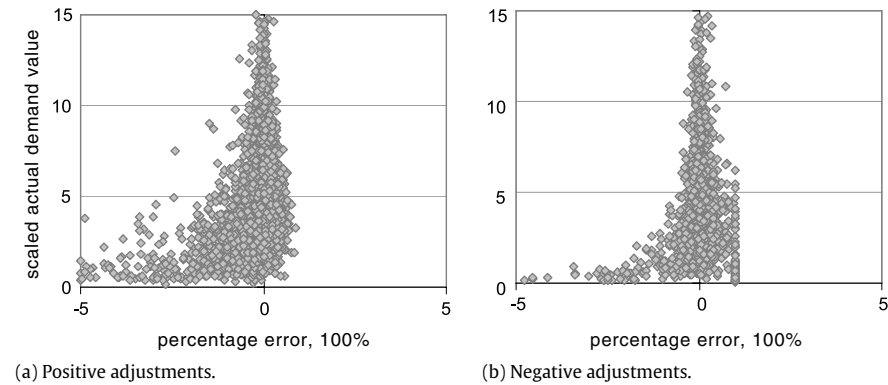 scaled actual demand value
15
10
5
0
-5
0
5
percentage error, 100%
(a) Positive adjustments.
15
10
5
0
-5
0
5
percentage error, 100%
(b) Negative adjustments.